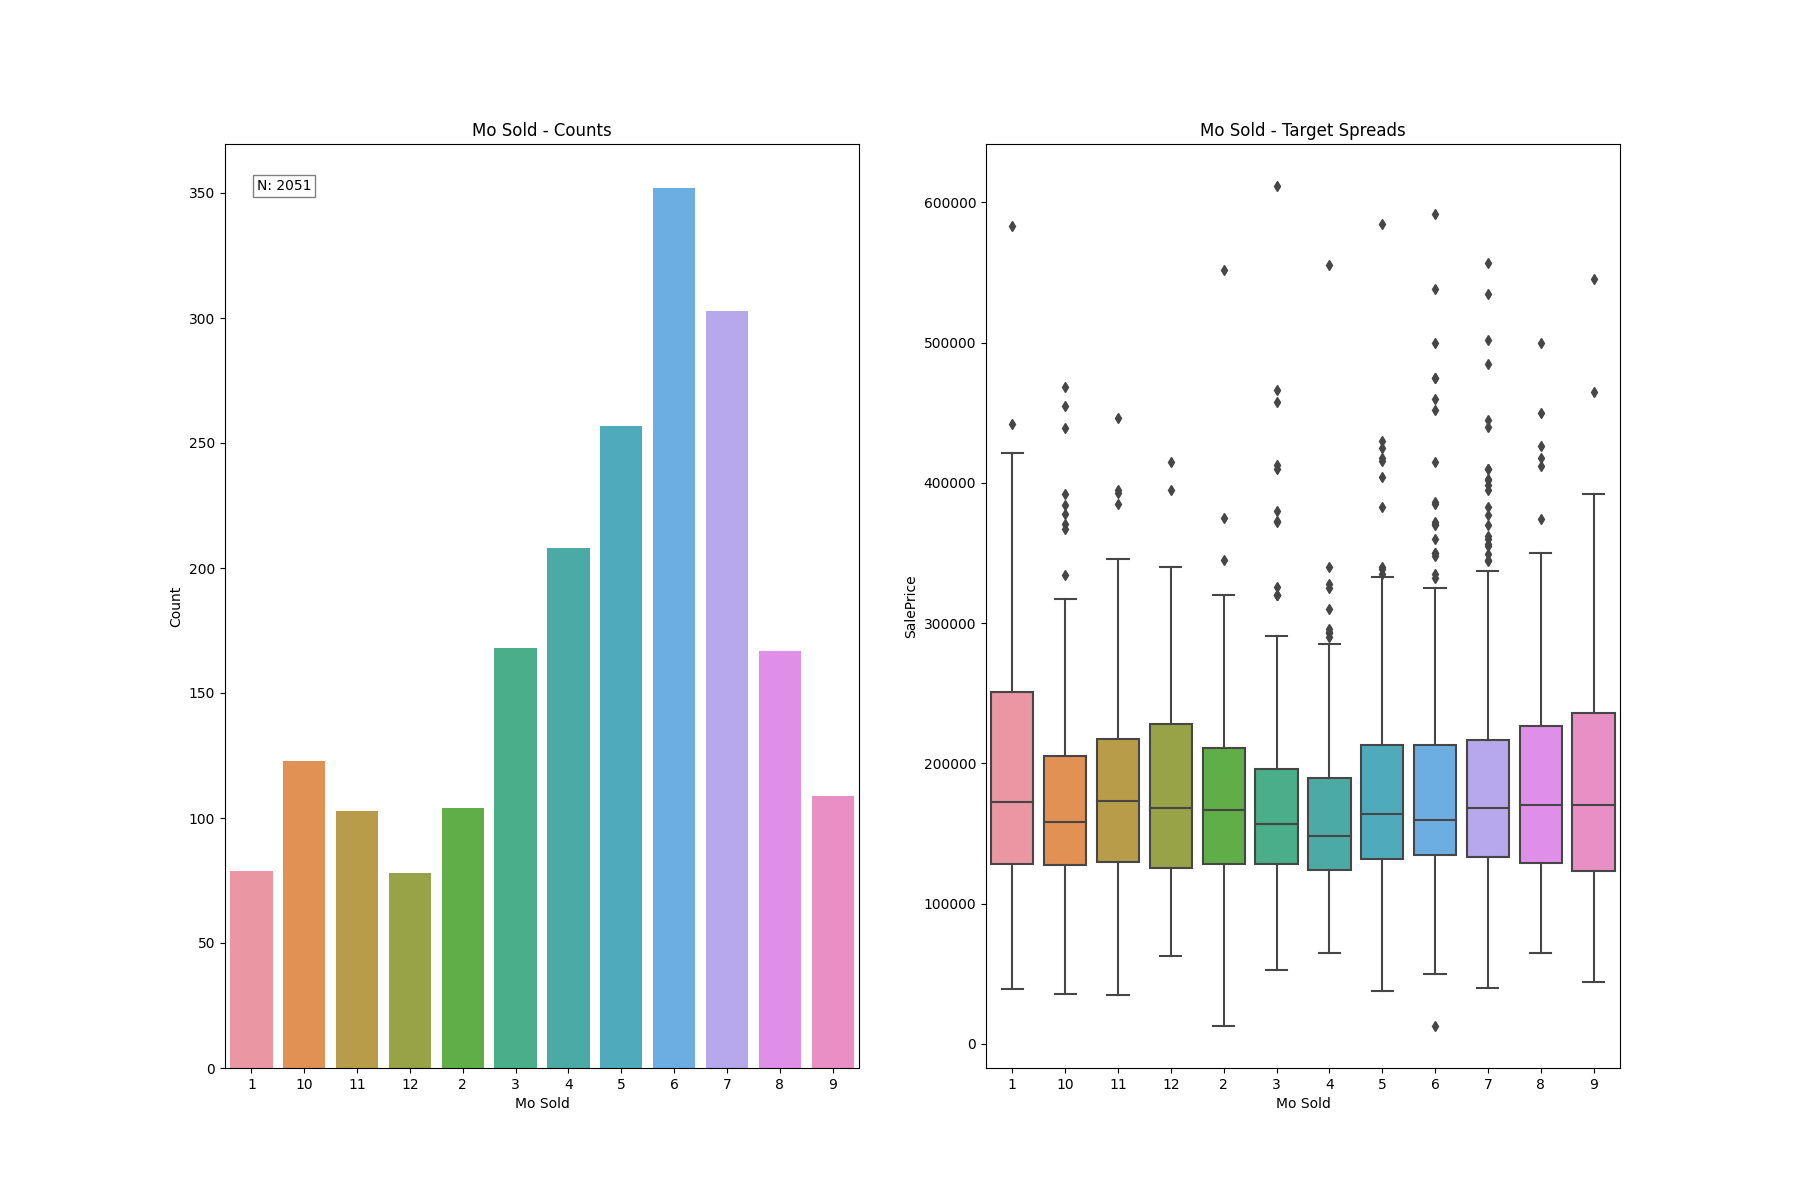 Mo Sold - Counts
N: 2051
350
300
250
200
150
100
50
0
Count
1 10 11 12 2 3 4 5 6 7 8 9
Mo Sold
Mo Sold - Target Spreads
600000
500000
400000
300000
200000
100000
0
SalePrice
1 10 11 12 2 3 4 5 6 7 8 9
Mo Sold